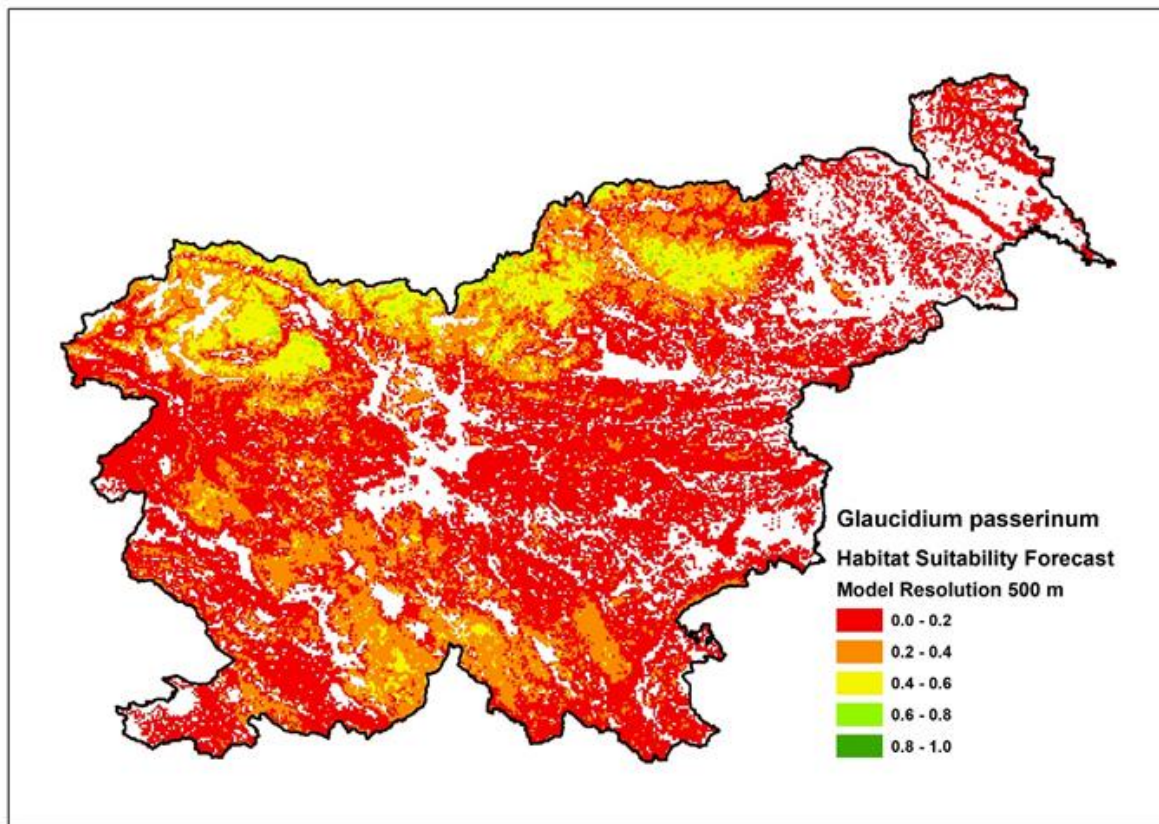 Glaucidium passerinum
Habitat Suitability Forecast
Model Resolution 500 m
0.0 - 0.2
0.2 - 0.4
0.4 - 0.6
0.6 - 0.8
0.8 - 1.0